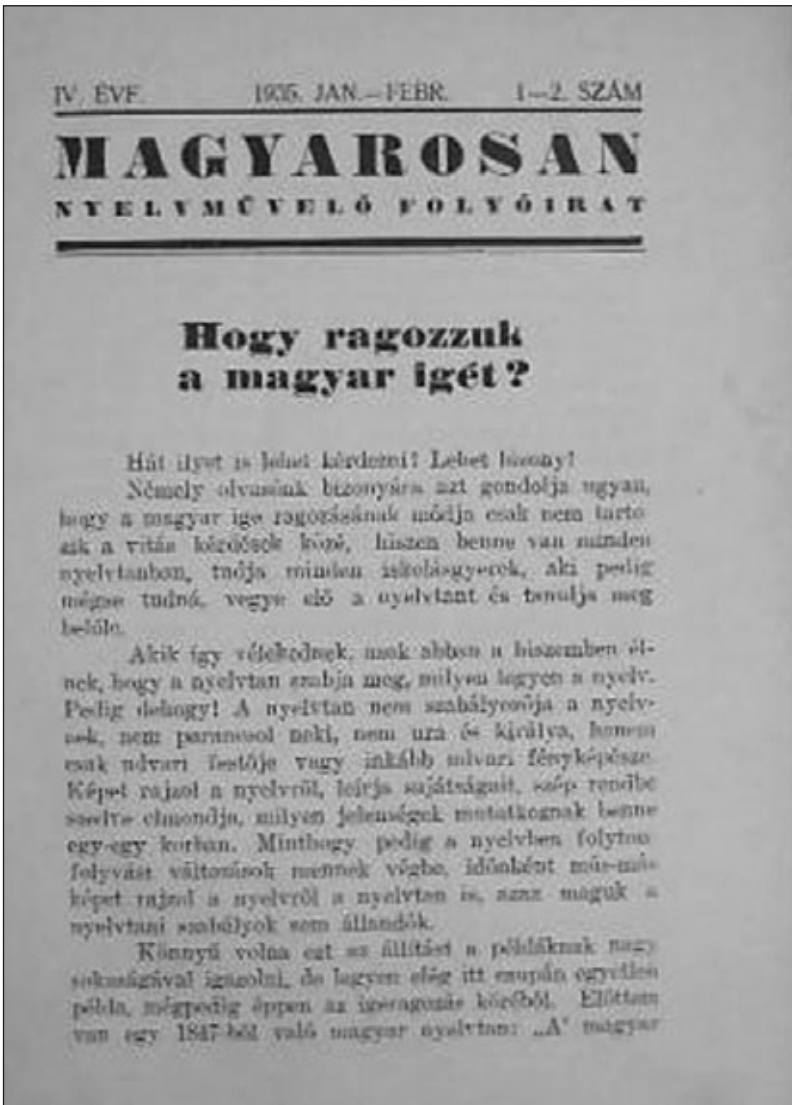 IV. ÉVF. 1935. JAN.—FEBR. 1—2. SZÁM
MAGYAROSAN
NYELVMŰVELŐ FOLYÓIRAT
Hogy ragozzuk
a magyar igét?
Hát ilyet is lehet kérdezni? Lehet bizony!
Némely olvasónk bizonyára azt gondolja ugyan,
hogy a magyar ige ragozásának módja csak nem tarto-
zik a vitás kérdések közé, hiszen benne van minden
nyelvtanban, tudja minden iskolásgyerek, aki pedig
mégse tudná, vegye elő a nyelvtant és tanulja meg
belőle.
Akik így vélekednek, azok abban a hiszemben él-
nek, hogy a nyelvtan szabja meg, milyen legyen a nyelv.
Pedig dehogy! A nyelvtan nem szabályozója a nyelv-
nek, nem parancsol neki, nem ura és királya, hanem
csak udvari festője vagy inkább udvari fényképésze.
Képet rajzol a nyelvről, leírja sajátságait, szép rendbe
szedve elmondja, milyen jelenségek mutatkoznak benne
egy-egy korban. Minthogy pedig a nyelvben folyton-
folyvást változások mennek végbe, időnként más-más
képet rajzol a nyelvről a nyelvtan is, azaz maguk a
nyelvtani szabályok sem állandók.
Könnyű volna ezt az állítást a példáknak nagy
sokaságával igazolni, de legyen elég itt csupán egyetlen
példa, mégpedig éppen az igeragozás köréből. Előttem
van egy 1847-ből való magyar nyelvtan: „A' magyar